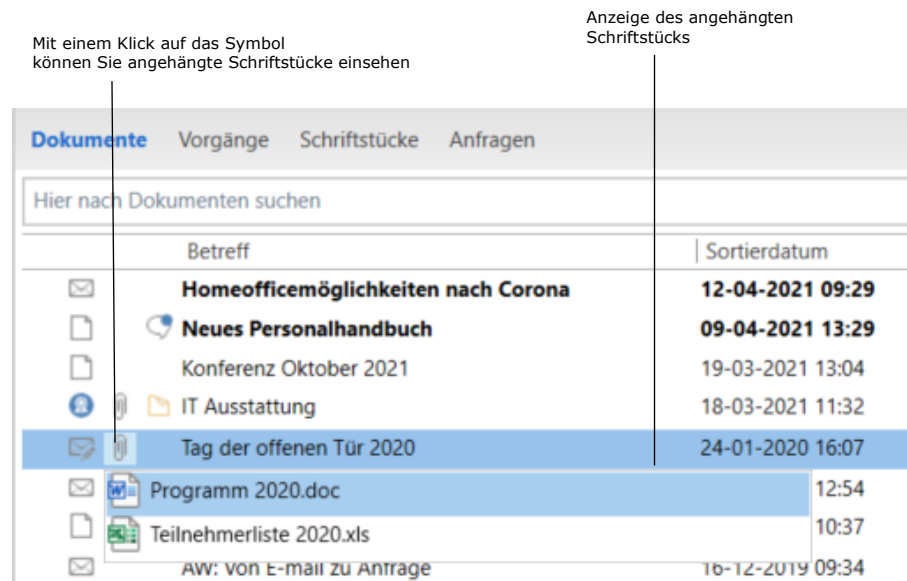 Anzeige des angehängten
Schriftstücks
Mit einem Klick auf das Symbol
können Sie angehängte Schriftstücke einsehen
Dokumente Vorgänge Schriftstücke Anfragen
Hier nach Dokumenten suchen
Betreff Sortierdatum
Homeofficemöglichkeiten nach Corona 12-04-2021 09:29
Neues Personalhandbuch 09-04-2021 13:29
Konferenz Oktober 2021 19-03-2021 13:04
IT Ausstattung 18-03-2021 11:32
Tag der offenen Tür 2020 24-01-2020 16:07
Programm 2020.doc 12:54
Teilnehmerliste 2020.xls 10:37
AW: Von E-mail zu Anfrage 16-12-2019 09:34